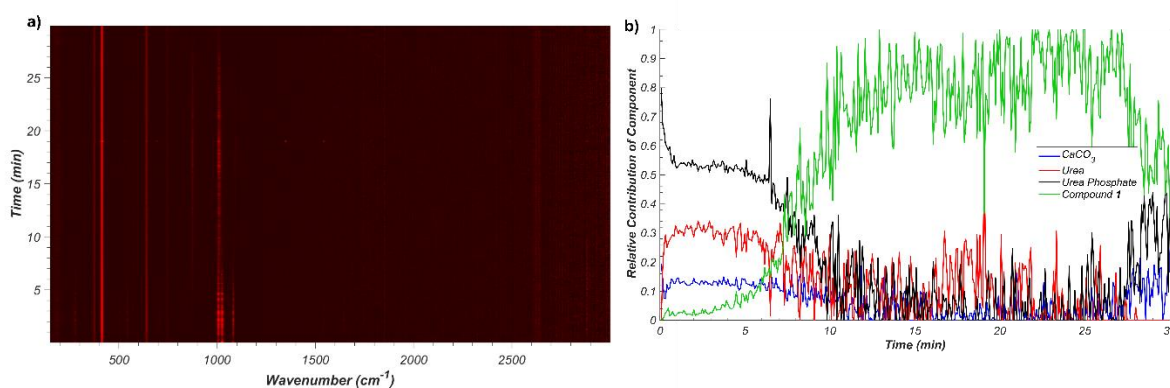 a)
25
20
15
10
5
Time (min)
500
1000
1500
2000
2500
Wavenumber (cm-1)
b)
1
0.9
0.8
0.7
0.6
0.5
0.4
0.3
0.2
0.1
0
Relative Contribution of Component
CaCO3
Urea
Urea Phosphate
Compound 1
0
5
10
15
20
25
30
Time (min)